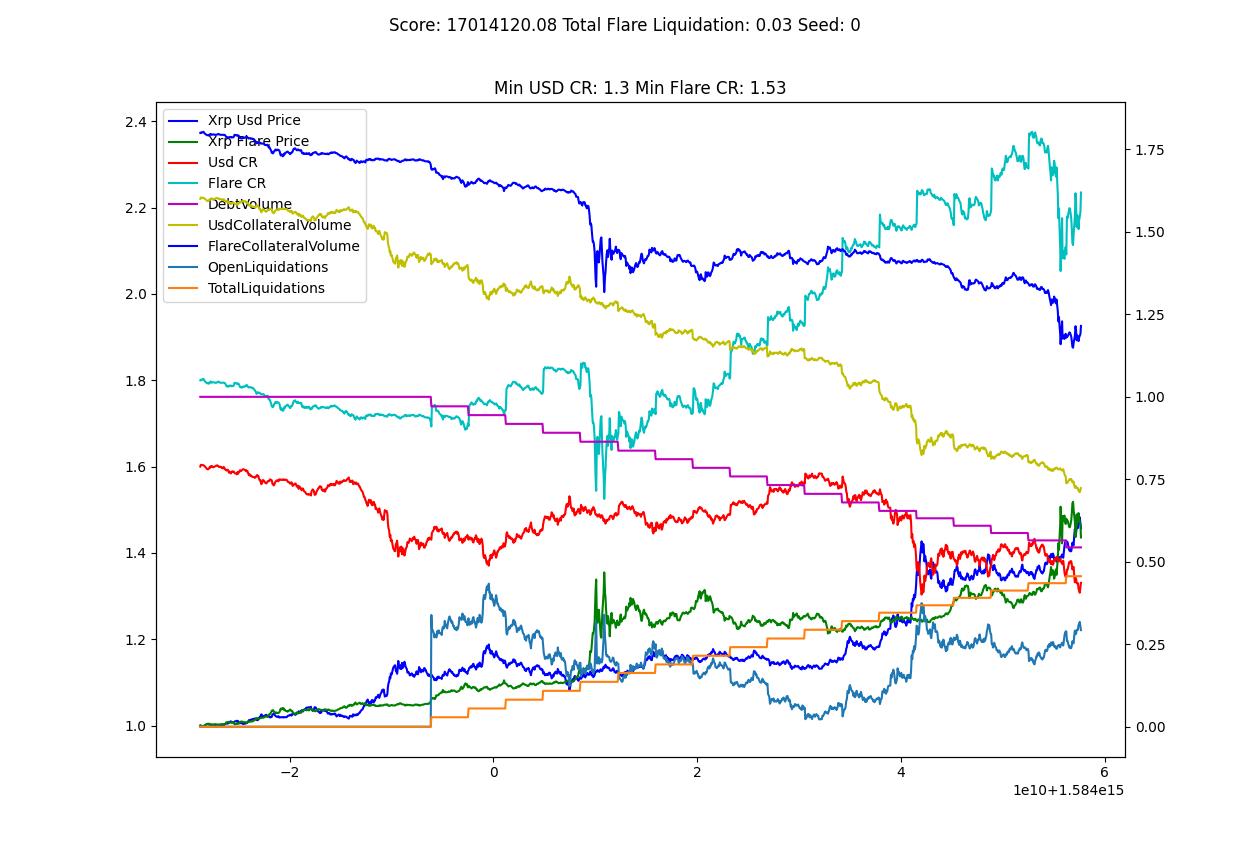 Score: 17014120.08 Total Flare Liquidation: 0.03 Seed: 0
Min USD CR: 1.3 Min Flare CR: 1.53
Xrp Usd Price
Xrp Flare Price
Usd CR
Flare CR
DebtVolume
UsdCollateralVolume
FlareCollateralVolume
OpenLiquidations
TotalLiquidations
2.4
2.2
2.0
1.8
1.6
1.4
1.2
1.0
1.75
1.50
1.25
1.00
0.75
0.50
0.25
0.00
−2 0 2 4 6
1e10+1.584e15